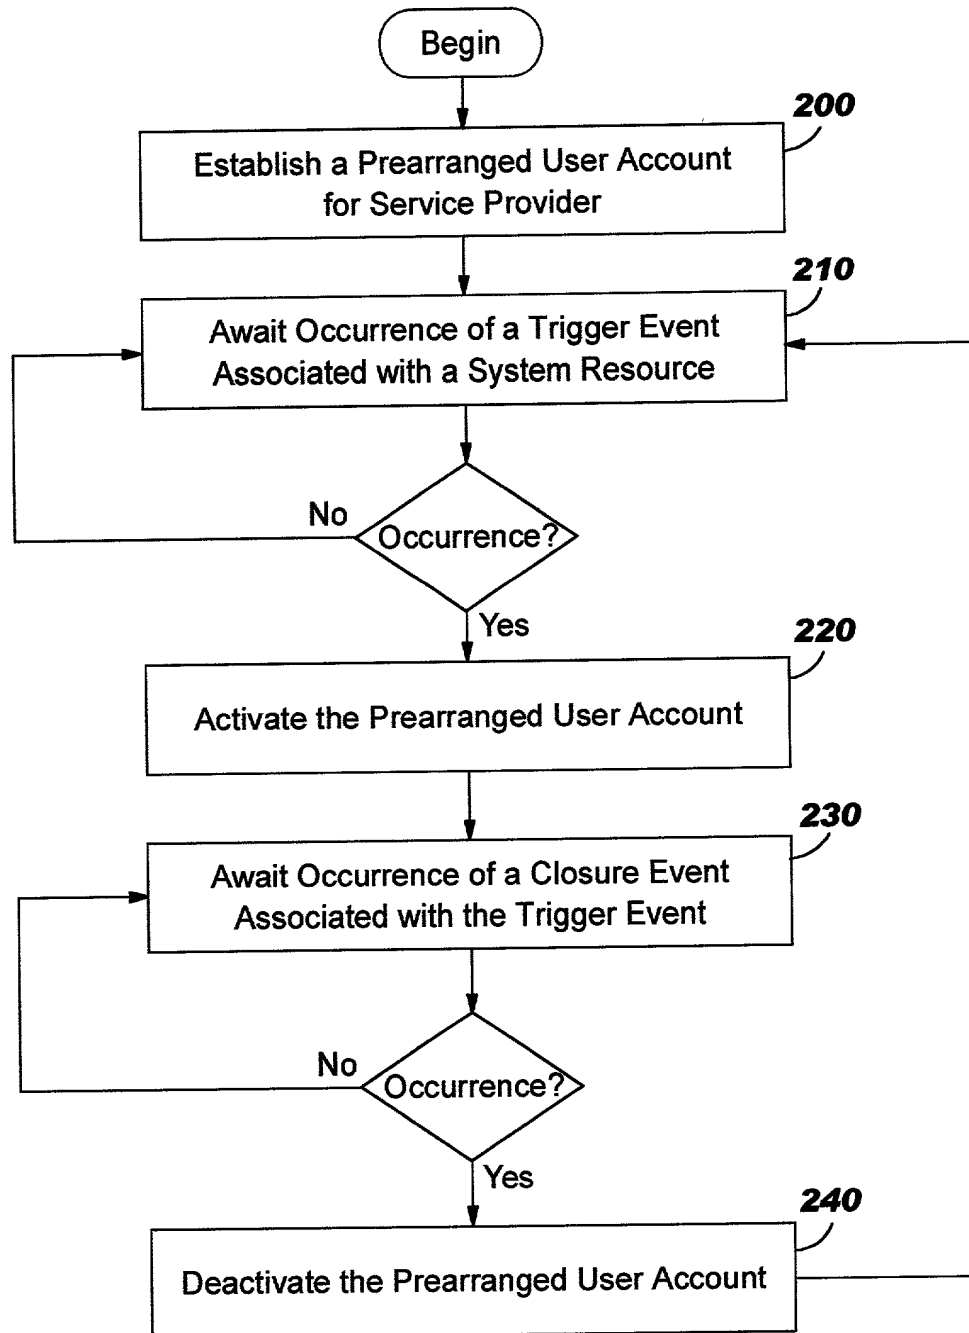 Begin
200
Establish a Prearranged User Account
for Service Provider
210
Await Occurrence of a Trigger Event
Associated with a System Resource
No
Occurrence?
Yes
220
Activate the Prearranged User Account
230
Await Occurrence of a Closure Event
Associated with the Trigger Event
No
Occurrence?
Yes
240
Deactivate the Prearranged User Account